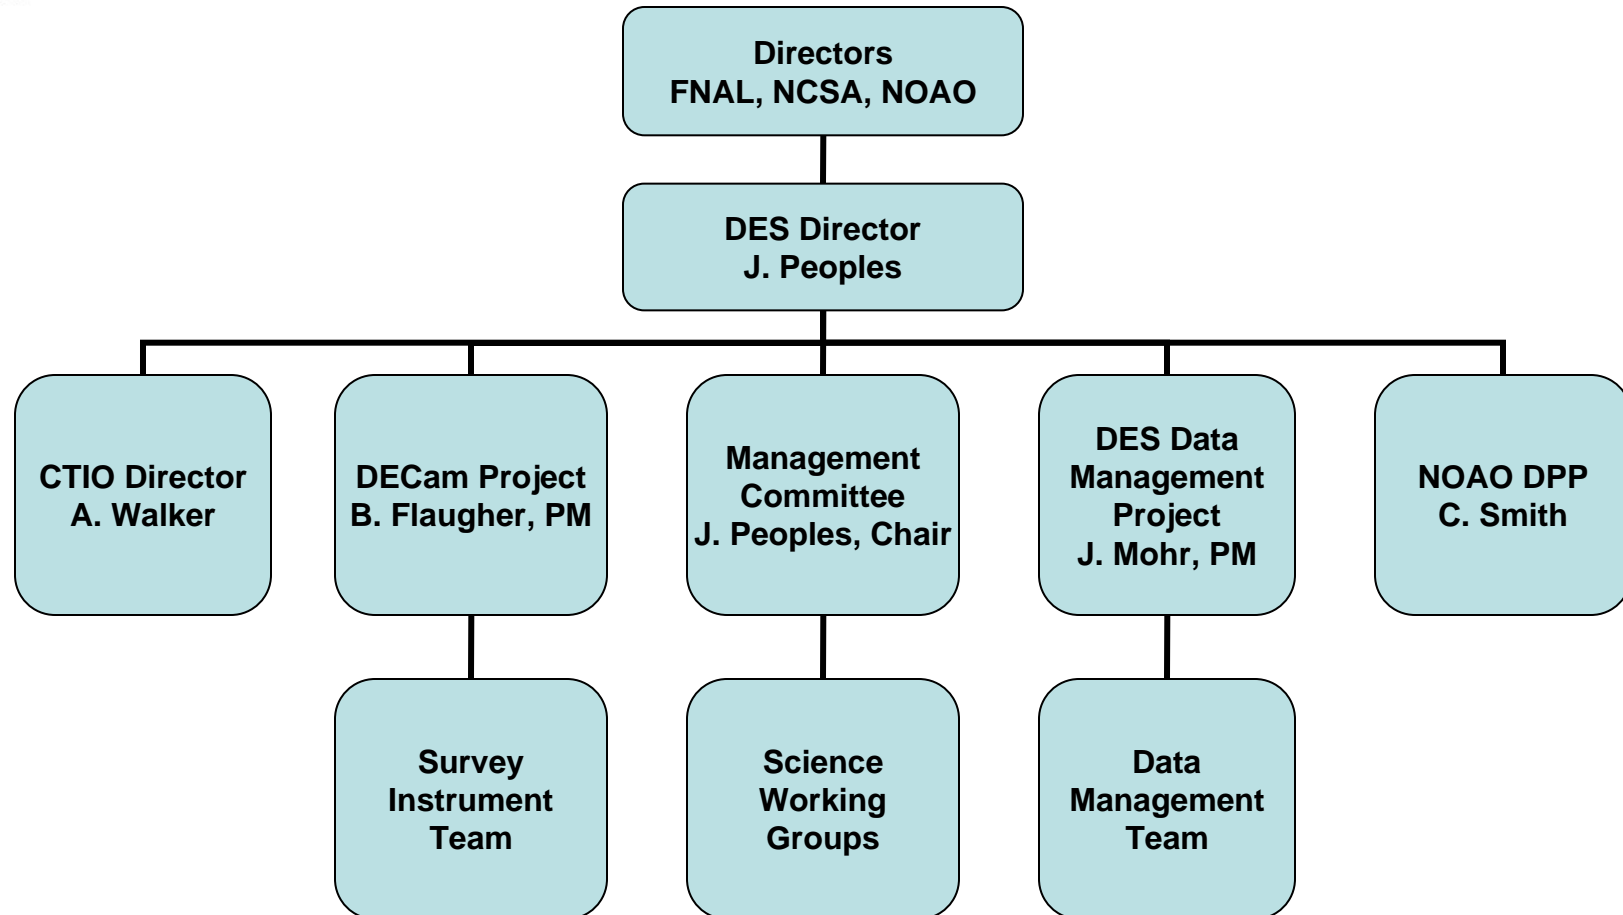 Directors
FNAL, NCSA, NOAO
DES Director
J. Peoples
CTIO Director
A. Walker
DECam Project
B. Flaugher, PM
Management
Committee
J. Peoples, Chair
DES Data
Management
Project
J. Mohr, PM
NOAO DPP
C. Smith
Survey
Instrument
Team
Science
Working
Groups
Data
Management
Team